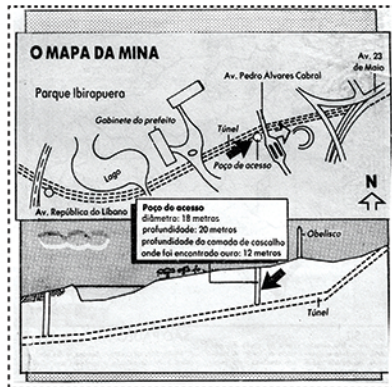 O MAPA DA MINA
Av. 23
de Maio
Av. Pedro Álvares Cabral
Parque Ibirapuera
Gabinete do prefeito
Túnel
Poço de acesso
Lago
N
Av. República do Líbano
Poço de acesso
diâmetro: 18 metros
profundidade: 20 metros
profundidade da camada de cascalho
onde foi encontrado ouro: 12 metros
Obelisco
Túnel